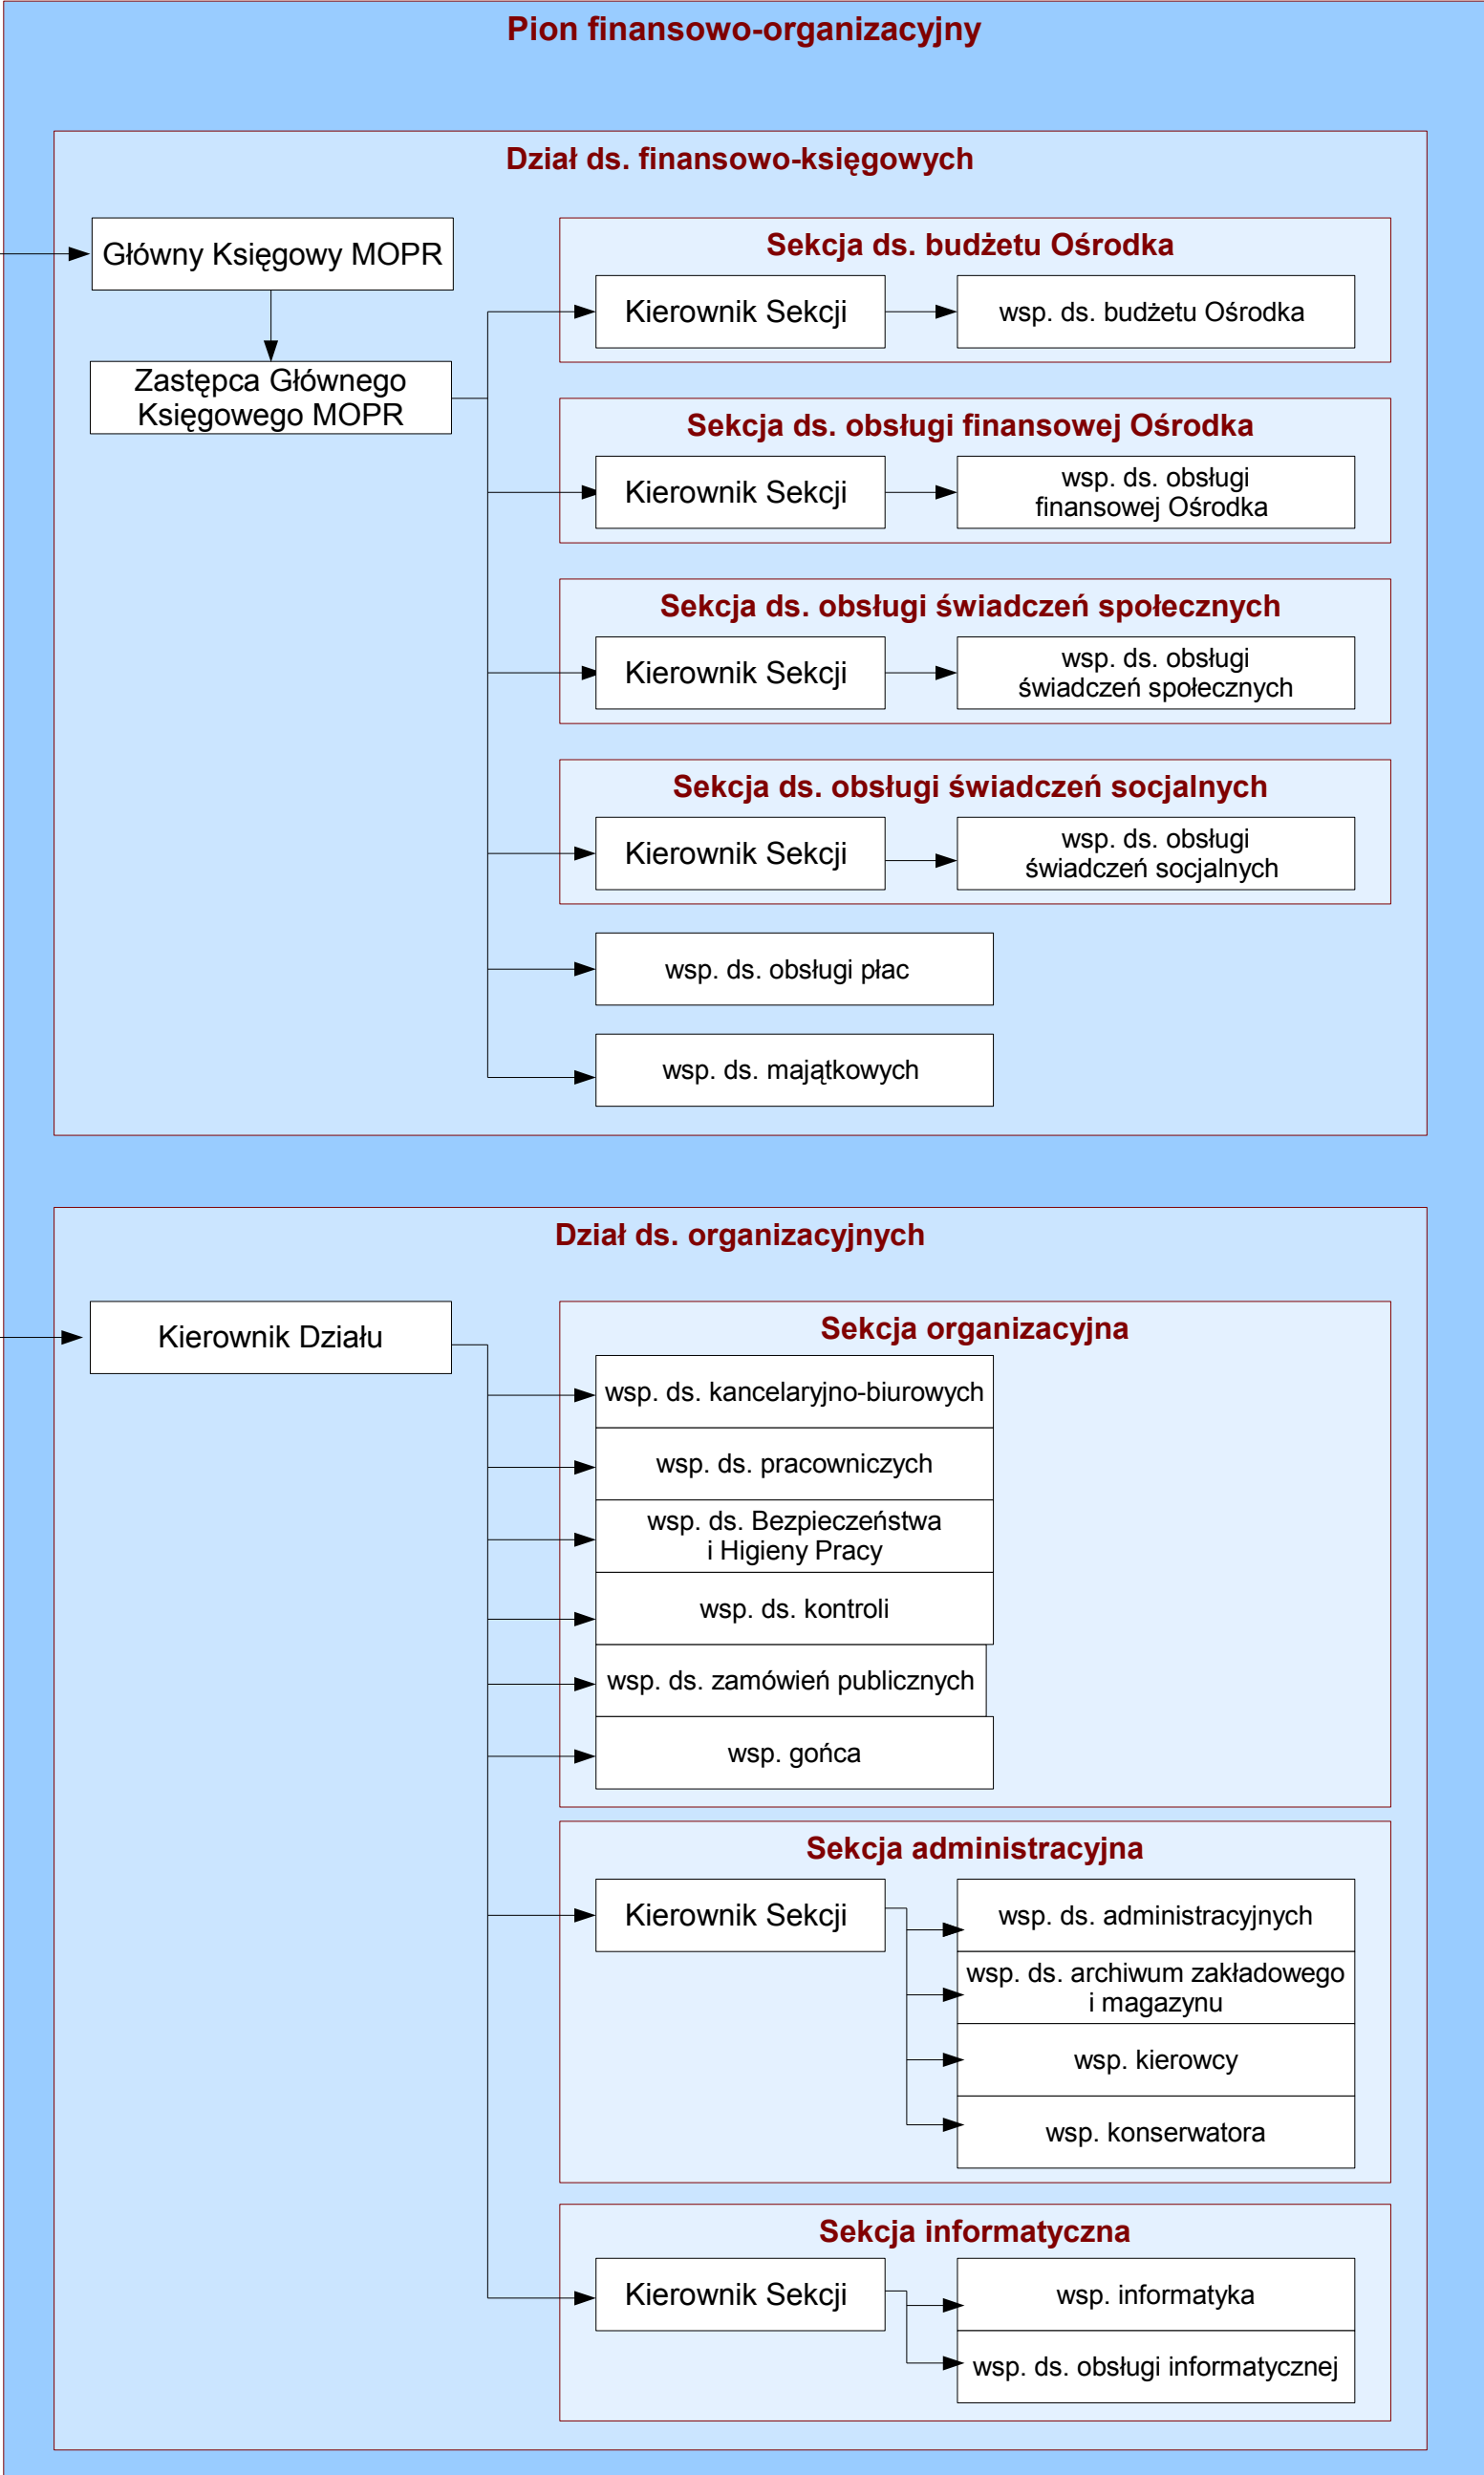 Pion finansowo-organizacyjny
Dział ds. finansowo-księgowych
Główny Księgowy MOPR
Zastępca Głównego
Księgowego MOPR
Sekcja ds. budżetu Ośrodka
Kierownik Sekcji
wsp. ds. budżetu Ośrodka
Sekcja ds. obsługi finansowej Ośrodka
Kierownik Sekcji
wsp. ds. obsługi
finansowej Ośrodka
Sekcja ds. obsługi świadczeń społecznych
Kierownik Sekcji
wsp. ds. obsługi
świadczeń społecznych
Sekcja ds. obsługi świadczeń socjalnych
Kierownik Sekcji
wsp. ds. obsługi
świadczeń socjalnych
wsp. ds. obsługi płac
wsp. ds. majątkowych
Dział ds. organizacyjnych
Kierownik Działu
Sekcja organizacyjna
wsp. ds. kancelaryjno-biurowych
wsp. ds. pracowniczych
wsp. ds. Bezpieczeństwa
i Higieny Pracy
wsp. ds. kontroli
wsp. ds. zamówień publicznych
wsp. gońca
Sekcja administracyjna
Kierownik Sekcji
wsp. ds. administracyjnych
wsp. ds. archiwum zakładowego
i magazynu
wsp. kierowcy
wsp. konserwatora
Sekcja informatyczna
Kierownik Sekcji
wsp. informatyka
wsp. ds. obsługi informatycznej